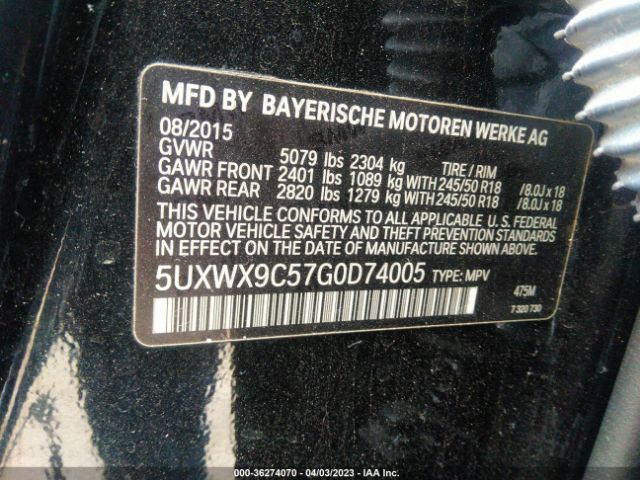 MFD BY BAYERISCHE MOTOREN WERKE AG
08/2015
GVWR 5079 lbs 2304 kg TIRE / RIM
GAWR FRONT 2401 lbs 1089 kg WITH 245/50 R18 /8.0J x 18
GAWR REAR 2820 lbs 1279 kg WITH 245/50 R18 /8.0J x 18
THIS VEHICLE CONFORMS TO ALL APPLICABLE U. S. FEDERAL
MOTOR VEHICLE SAFETY, BUMPER, AND THEFT PREVENTION STANDARDS
IN EFFECT ON THE DATE OF MANUFACTURE SHOWN ABOVE.
5UXWX9C57G0D74005 TYPE: MPV 475M
7 320 730
000-36274070 - 04/03/2023 - IAA Inc.